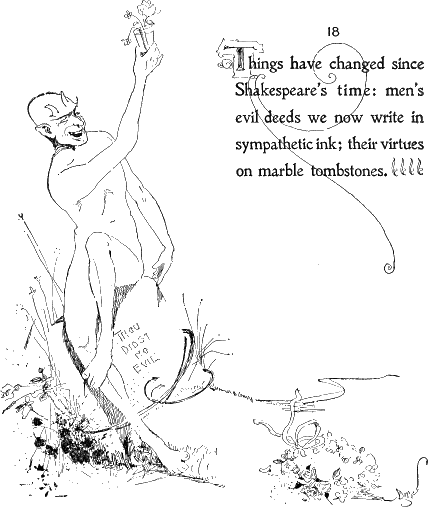 18
Things have changed since
Shakespeare's time: men's
evil deeds we now write in
sympathetic ink; their virtues
on marble tombstones.
THOU
DIDST
NO
EVIL